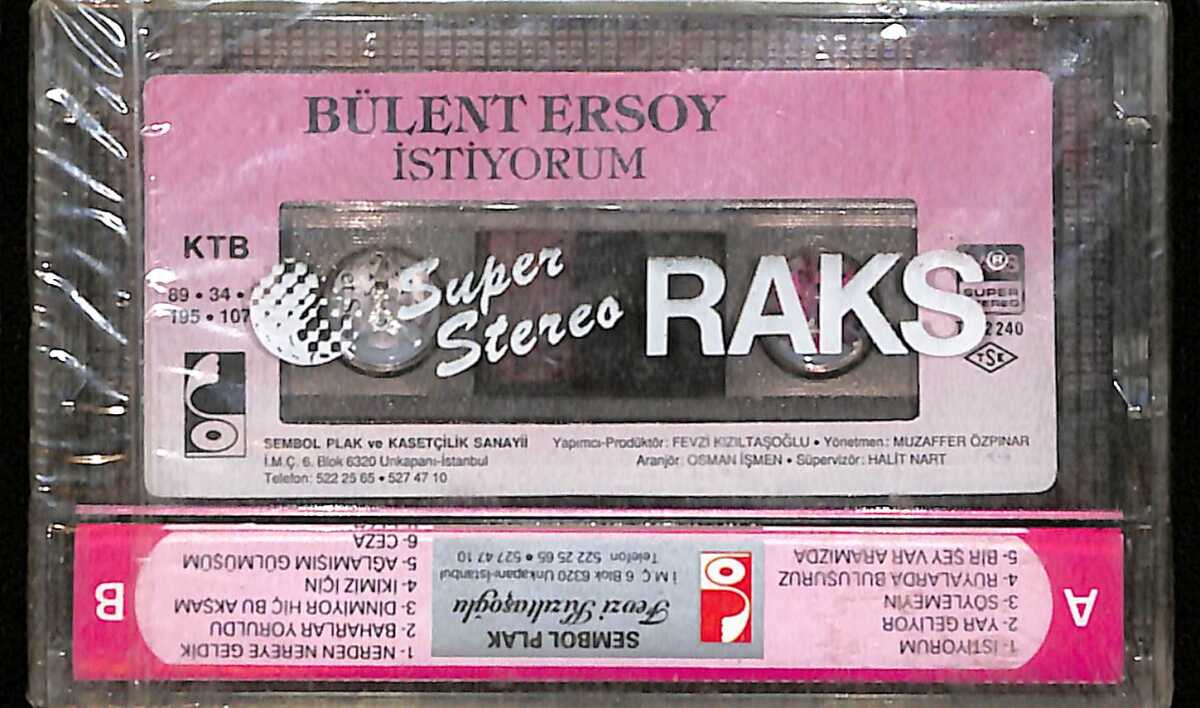 BÜLENT ERSOY
İSTİYORUM
KTB
89 • 34 •
195 • 107
Super
Stereo
RAKS
SUPER
STEREO
2240
TSE
SEMBOL PLAK ve KASETÇİLİK SANAYİİ
İ.M.Ç. 6. Blok 6320 Unkapanı-İstanbul
Telefon: 522 25 65 • 527 47 10
Yapımcı-Prodüktör: FEVZİ KIZILTAŞOĞLU • Yönetmen: MUZAFFER ÖZPINAR
Aranjör: OSMAN İŞMEN • Süpervizör: HALİT NART
A
1- İSTİYORUM
2- YAR GELİYOR
3- SÖYLEMEYİN
4- RÜYALARDA BULUŞURUZ
5- BİR ŞEY VAR ARAMIZDA
SEMBOL PLAK
Fevzi Kızıltaşoğlu
İ M Ç 6 Blok 6320 Unkapanı-İstanbul
Telefon 522 25 65 • 527 47 10
B
1- NERDEN NEREYE GELDİK
2- BAHARLAR YORULDU
3- DİNMİYOR HİÇ BU AKŞAM
4- İKİMİZ İÇİN
5- AĞLAMIŞIM GÜLMÜŞÜM
6- CEZA